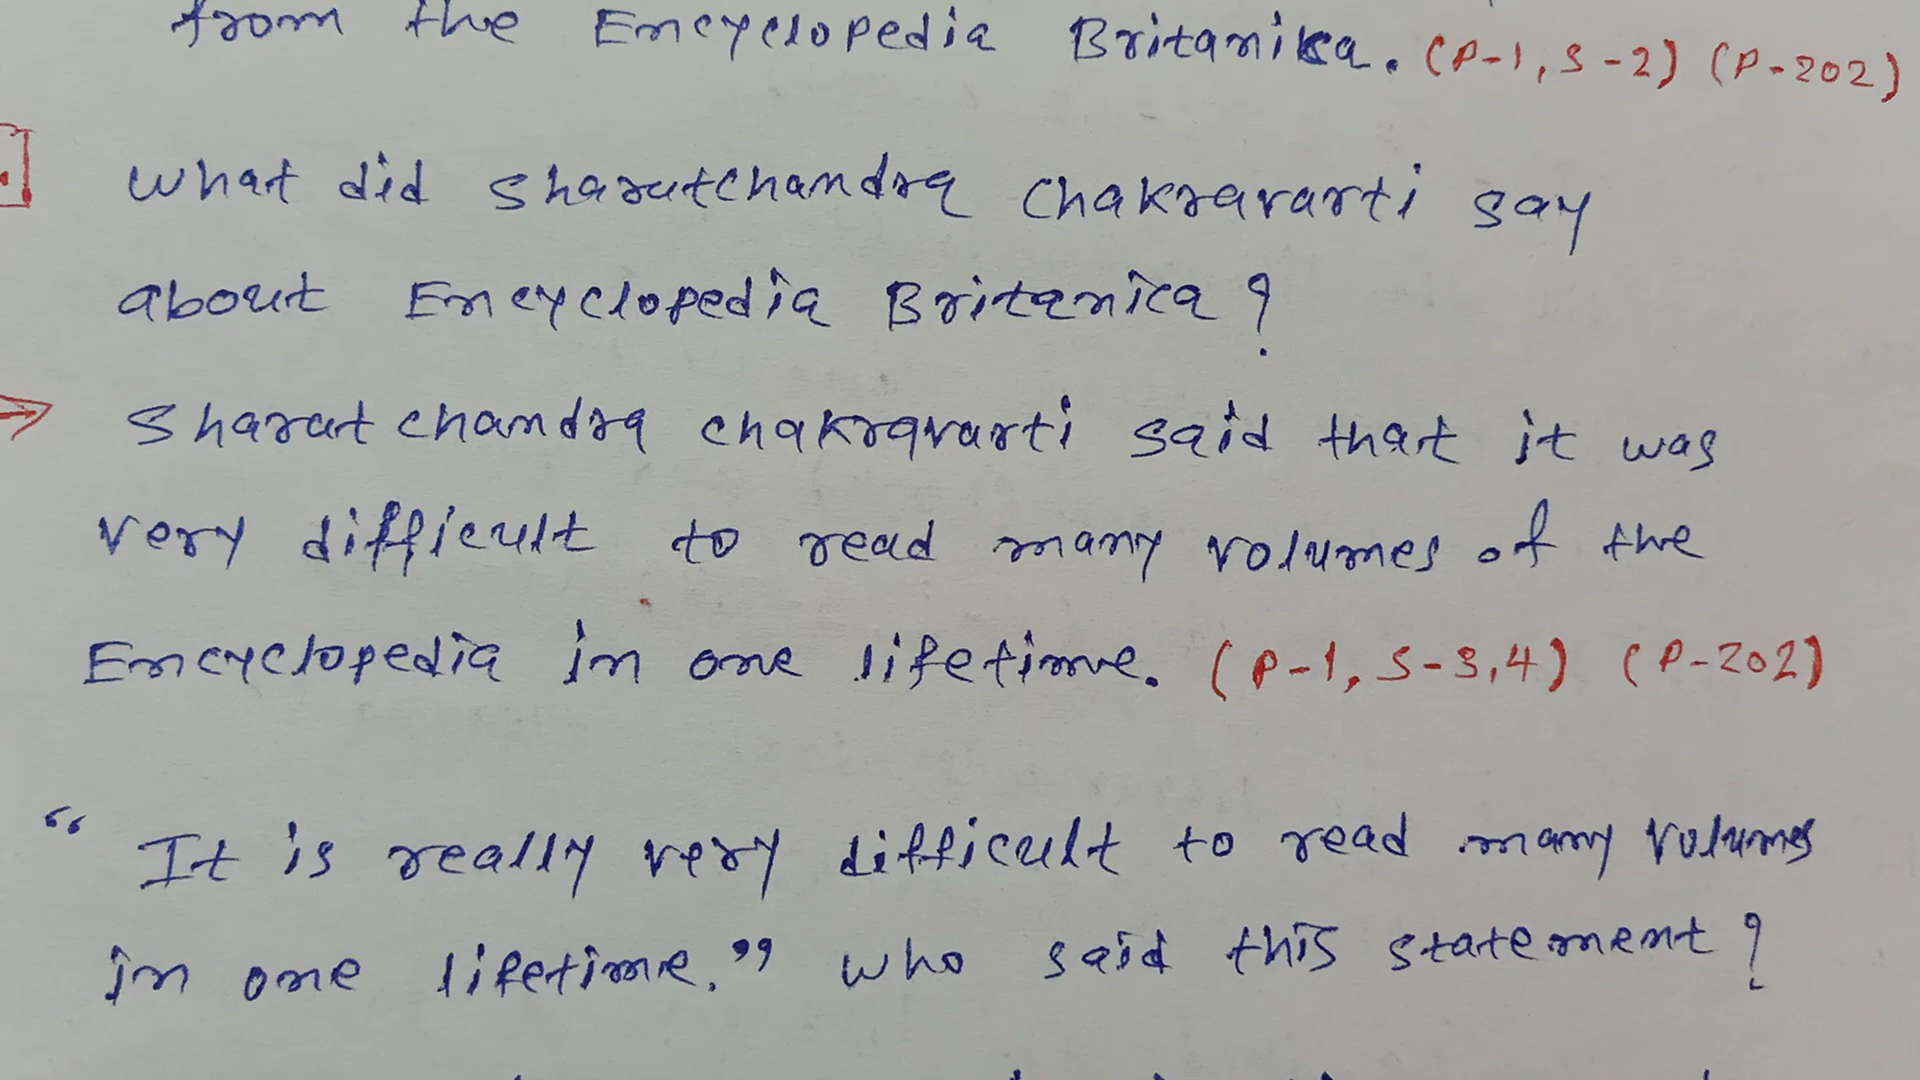 from the Encyclopedia Britanika. (P-1, S-2) (P-202)
What did Sharatchandra Chakravarti say
about Encyclopedia Britanica?
Sharat chandra chakravarti said that it was
very difficult to read many volumes of the
Encyclopedia in one lifetime. (P-1, S-3,4) (P-202)
“ It is really very difficult to read many volumes
in one lifetime.” who said this statement?